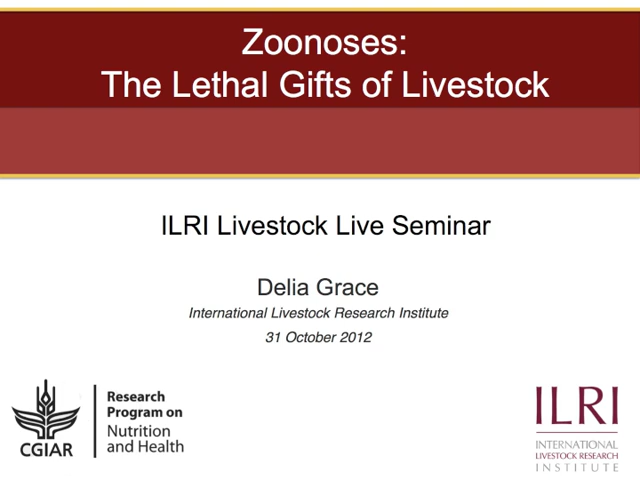 Zoonoses:
The Lethal Gifts of Livestock
ILRI Livestock Live Seminar
Delia Grace
International Livestock Research Institute
31 October 2012
CGIAR
Research
Program on
Nutrition
and Health
ILRI
INTERNATIONAL
LIVESTOCK RESEARCH
INSTITUTE